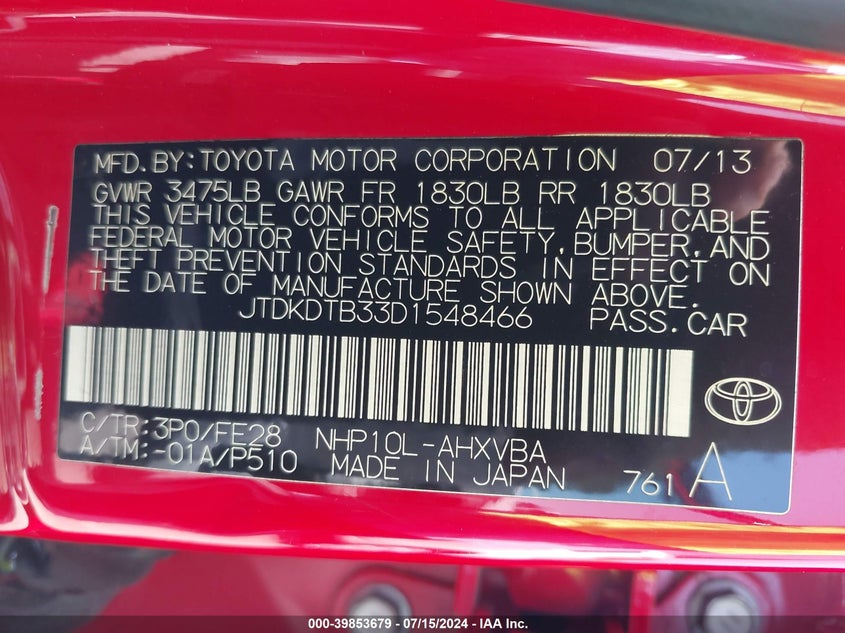 MFD. BY: TOYOTA MOTOR CORPORATION 07/13
GVWR 3475LB GAWR FR 1830LB RR 1830LB
THIS VEHICLE CONFORMS TO ALL APPLICABLE
FEDERAL MOTOR VEHICLE SAFETY, BUMPER, AND
THEFT PREVENTION STANDARDS IN EFFECT ON
THE DATE OF MANUFACTURE SHOWN ABOVE.
JTDKDTB33D1548466 PASS. CAR
C/TR: 3P0/FE28 NHP10L-AHXVBA
A/TM: -01A/P510 MADE IN JAPAN 761 A
000-39853679 - 07/15/2024 - IAA Inc.